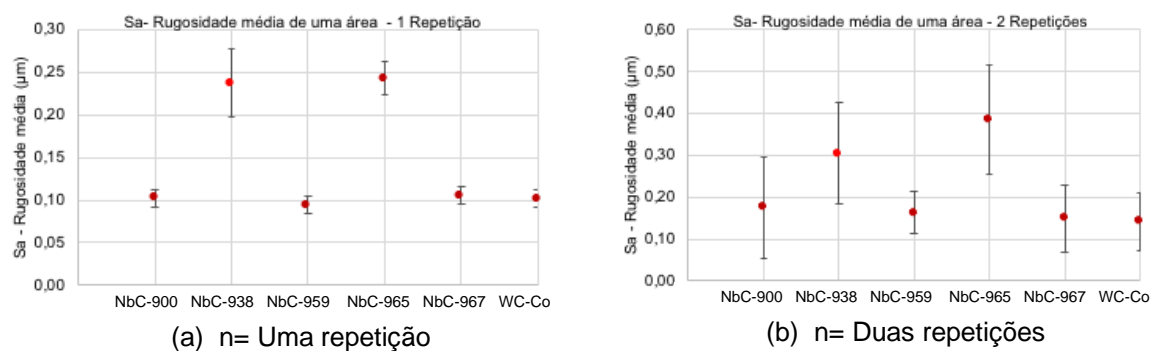 Sa- Rugosidade média de uma área - 1 Repetição
Sa - Rugosidade média (µm)
0,30
0,25
0,20
0,15
0,10
0,05
0,00
NbC-900 NbC-938 NbC-959 NbC-965 NbC-967 WC-Co
(a) n= Uma repetição
Sa- Rugosidade média de uma área - 2 Repetições
Sa - Rugosidade média (µm)
0,60
0,50
0,40
0,30
0,20
0,10
0,00
NbC-900 NbC-938 NbC-959 NbC-965 NbC-967 WC-Co
(b) n= Duas repetições